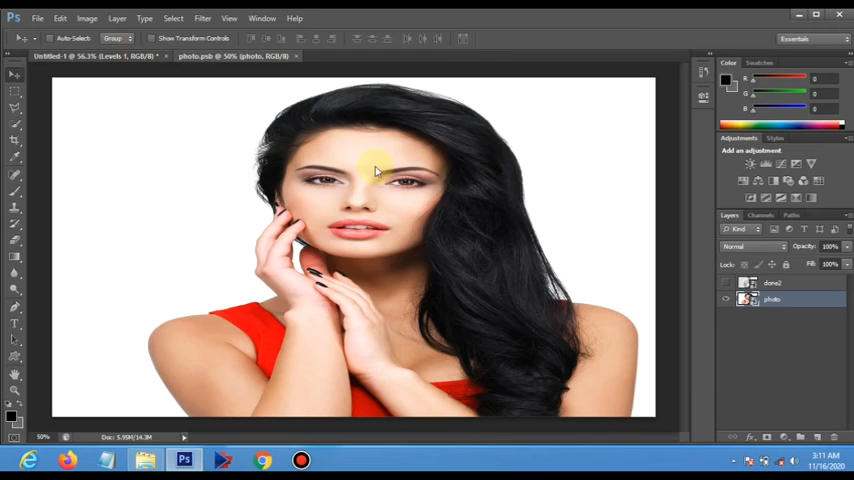 Ps File Edit Image Layer Type Select Filter View Window Help
Auto-Select: Group Show Transform Controls Essentials
Untitled-1 @ 56.3% (Levels 1, RGB/8) * × photo.psb @ 50% (photo, RGB/8) ×
Color Swatches
R 0
G 0
B 0
Adjustments Styles
Add an adjustment
Layers Channels Paths
Kind
Normal Opacity: 100%
Lock: Fill: 100%
dona2
photo
50% Doc: 5.95M/14.3M
Ps 3:11 AM
11/16/2020